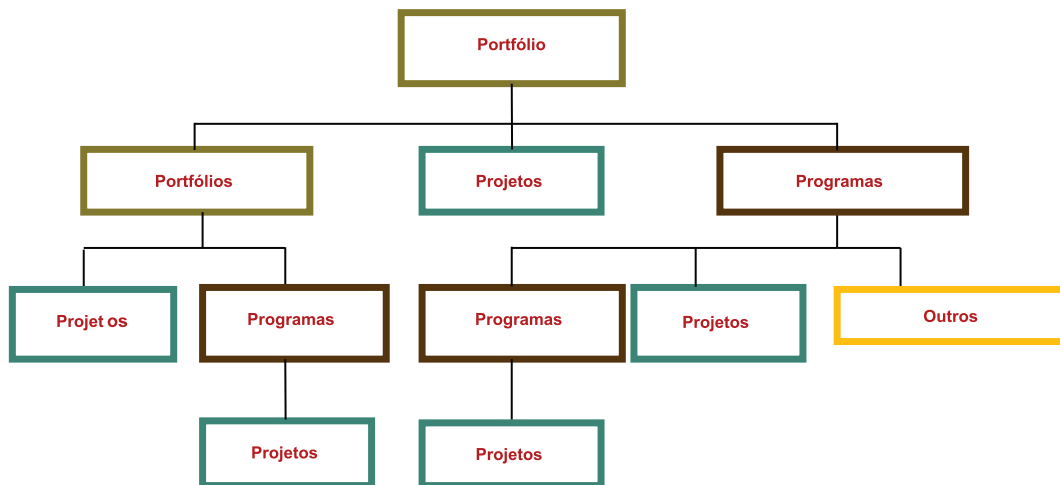 Portfólio
Portfólios
Projetos
Programas
Projet os
Programas
Programas
Projetos
Outros
Projetos
Projetos